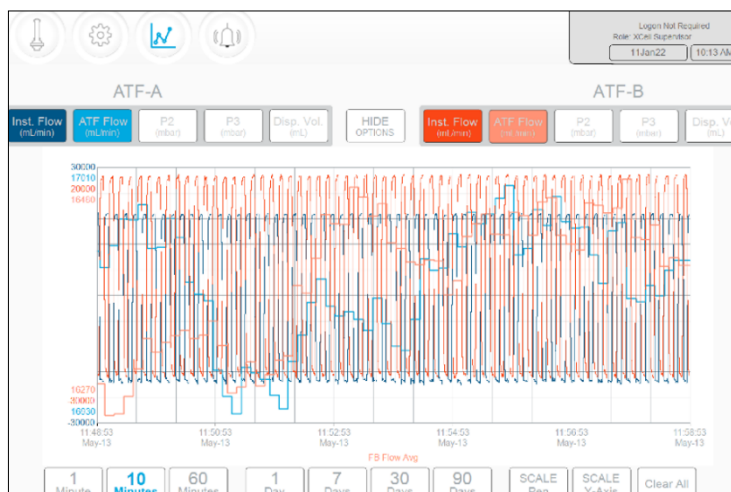 Logon Not Required
Role: XCell Supervisor
11Jan22 10:13 AM
ATF-A ATF-B
Inst. Flow ATF Flow P2 P3 Disp. Vol. HIDE Inst. Flow ATF Flow P2 P3 Disp. Vol.
(mL/min) (mL/min) (mbar) (mbar) (mL) OPTIONS (mL/min) (mL/min) (mbar) (mbar) (mL)
30000
17010
20000
16450
16270
30000
16030
-30000
11:48:53 11:50:53 11:52:53 11:54:53 11:56:53 11:58:53
May-13 May-13 May-13 May-13 May-13 May-13
FB Flow Avg
1 10 60 1 7 30 90 SCALE SCALE Clear All
Minute Minutes Minutes Day Days Days Days Pen Y-Axis